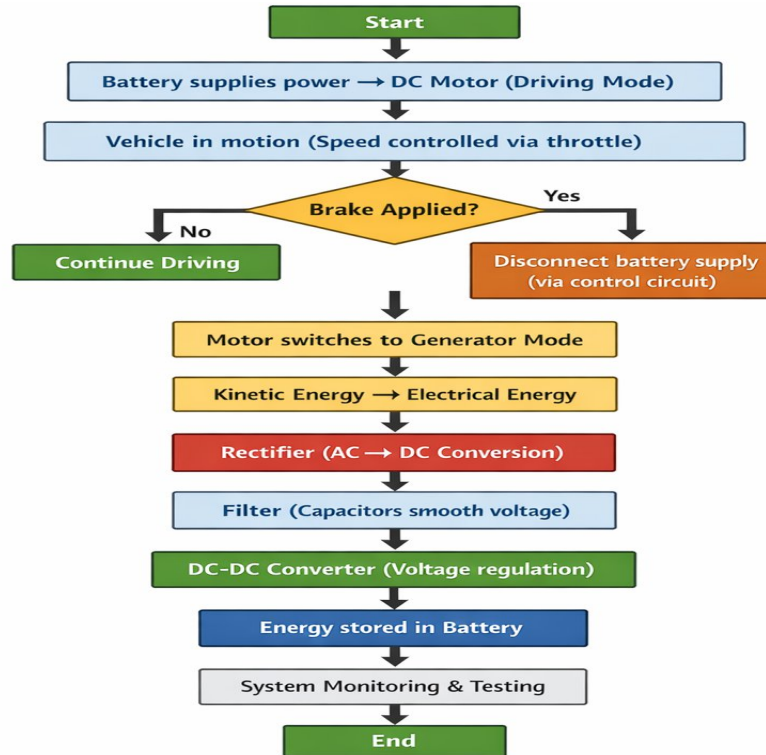 Start
Battery supplies power → DC Motor (Driving Mode)
Vehicle in motion (Speed controlled via throttle)
Brake Applied?
Yes
No
Continue Driving
Disconnect battery supply
(via control circuit)
Motor switches to Generator Mode
Kinetic Energy → Electrical Energy
Rectifier (AC → DC Conversion)
Filter (Capacitors smooth voltage)
DC-DC Converter (Voltage regulation)
Energy stored in Battery
System Monitoring & Testing
End